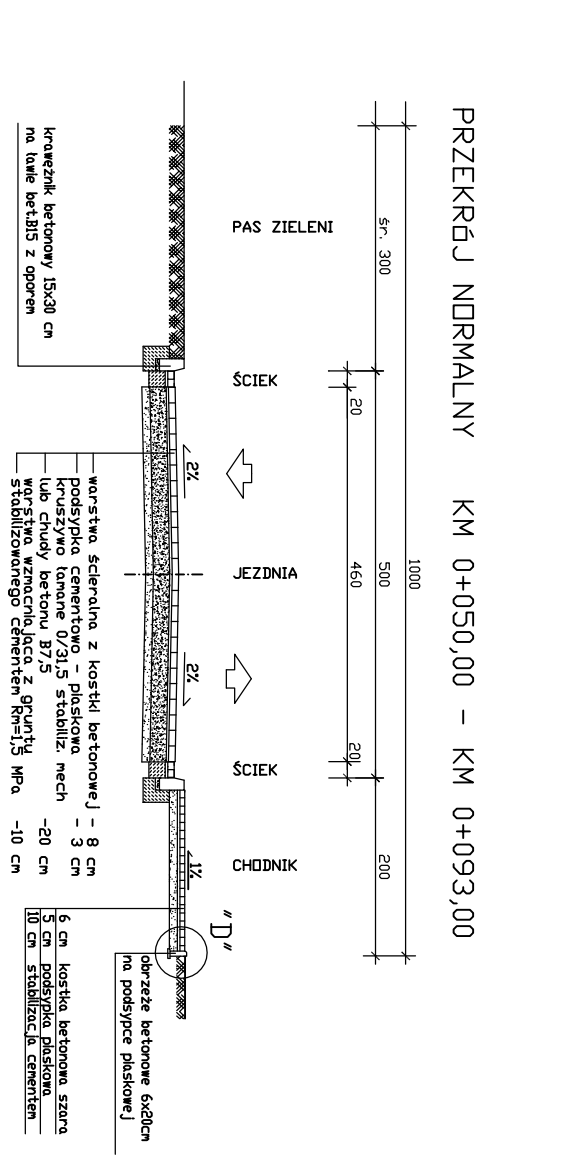 PRZEKRÓJ NORMALNY KM 0+050,00 - KM 0+093,00
1000
śr. 300
500
200
20
460
20
PAS ZIELENI
ŚCIEK
JEZDNIA
ŚCIEK
CHODNIK
2%
2%
1%
"D"
krawężnik betonowy 15x30 cm
na ławie bet.B15 z oporem
warstwa ścieralna z kostki betonowej - 8 cm
podsypka cementowo - piaskowa - 3 cm
kruszywo łamane 0/31,5 stabiliz. mech
lub chudy betonu B7,5 -20 cm
warstwa wzmacniająca z gruntu
stabilizowanego cementem Rm=1,5 MPa -10 cm
obrzeże betonowe 6x20cm
na podsypce piaskowej
6 cm kostka betonowa szara
5 cm podsypka piaskowa
10 cm stabilizacja cementem